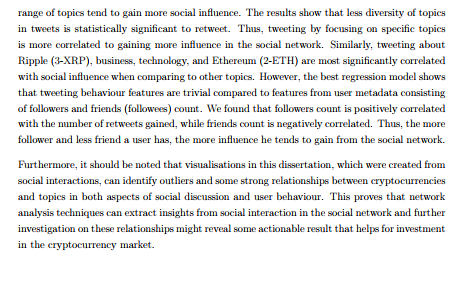 range of topics tend to gain more social influence. The results show that less diversity of topics
in tweets is statistically significant to retweet. Thus, tweeting by focusing on specific topics
is more correlated to gaining more influence in the social network. Similarly, tweeting about
Ripple (3-XRP), business, technology, and Ethereum (2-ETH) are most significantly correlated
with social influence when comparing to other topics. However, the best regression model shows
that tweeting behaviour features are trivial compared to features from user metadata consisting
of followers and friends (followees) count. We found that followers count is positively correlated
with the number of retweets gained, while friends count is negatively correlated. Thus, the more
follower and less friend a user has, the more influence he tends to gain from the social network.
Furthermore, it should be noted that visualisations in this dissertation, which were created from
social interactions, can identify outliers and some strong relationships between cryptocurrencies
and topics in both aspects of social discussion and user behaviour. This proves that network
analysis techniques can extract insights from social interaction in the social network and further
investigation on these relationships might reveal some actionable result that helps for investment
in the cryptocurrency market.